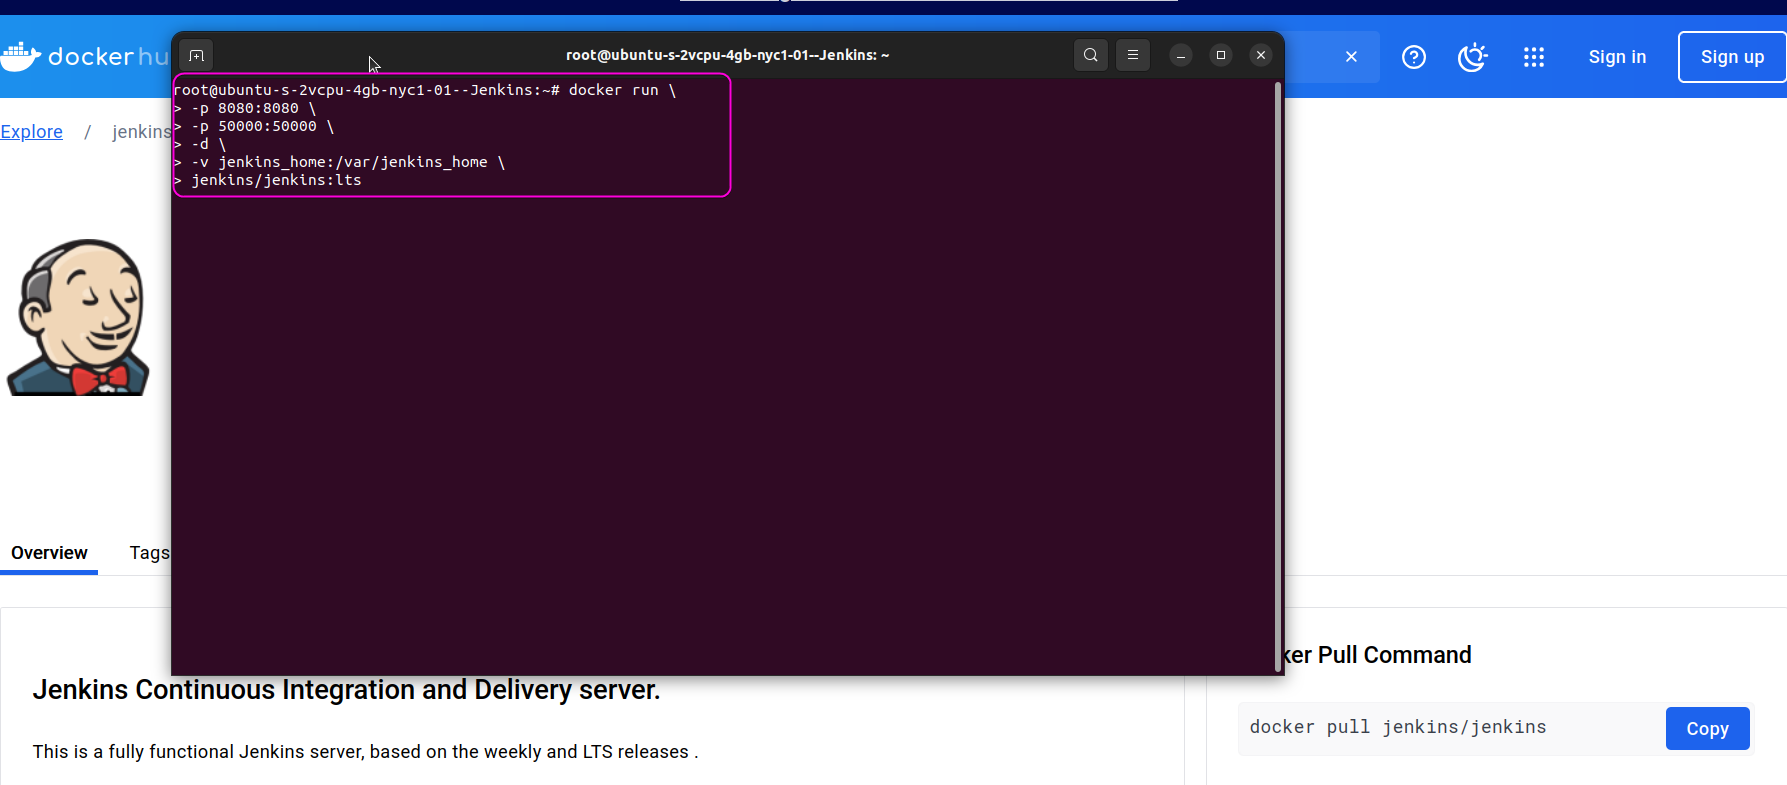 dockerhu
root@ubuntu-s-2vcpu-4gb-nyc1-01--Jenkins: ~
Sign in
Sign up
Explore / jenkins
root@ubuntu-s-2vcpu-4gb-nyc1-01--Jenkins:~# docker run \
> -p 8080:8080 \
> -p 50000:50000 \
> -d \
> -v jenkins_home:/var/jenkins_home \
> jenkins/jenkins:lts
Overview
Tags
Jenkins Continuous Integration and Delivery server.
This is a fully functional Jenkins server, based on the weekly and LTS releases .
ker Pull Command
docker pull jenkins/jenkins
Copy